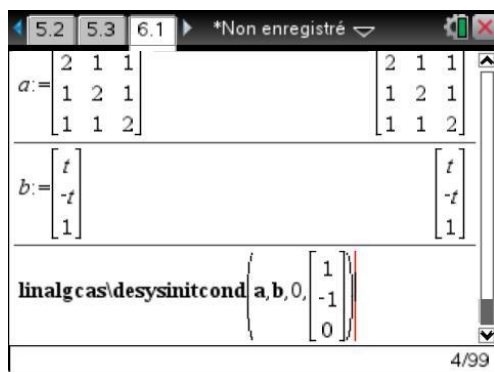 5.2 5.3 6.1 *Non enregistré
a:=[2 1 1 [2 1 1
1 2 1 1 2 1
1 1 2] 1 1 2]
b:=[t [t
-t -t
1] 1]
linalgcas\desysinitcond(a,b,0,[1
-1
0])
4/99